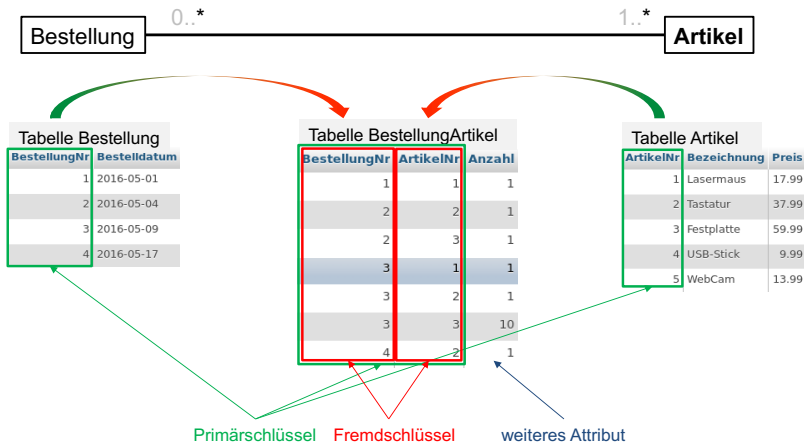 0..* 1..*
Bestellung Artikel
Tabelle Bestellung
BestellungNr Bestelldatum
1 2016-05-01
2 2016-05-04
3 2016-05-09
4 2016-05-17
Tabelle BestellungArtikel
BestellungNr ArtikelNr Anzahl
1 1 1
2 2 1
2 3 1
3 1 1
3 2 1
3 3 10
4 2 1
Tabelle Artikel
ArtikelNr Bezeichnung Preis
1 Lasermaus 17.99
2 Tastatur 37.99
3 Festplatte 59.99
4 USB-Stick 9.99
5 WebCam 13.99
Primärschlüssel Fremdschlüssel weiteres Attribut